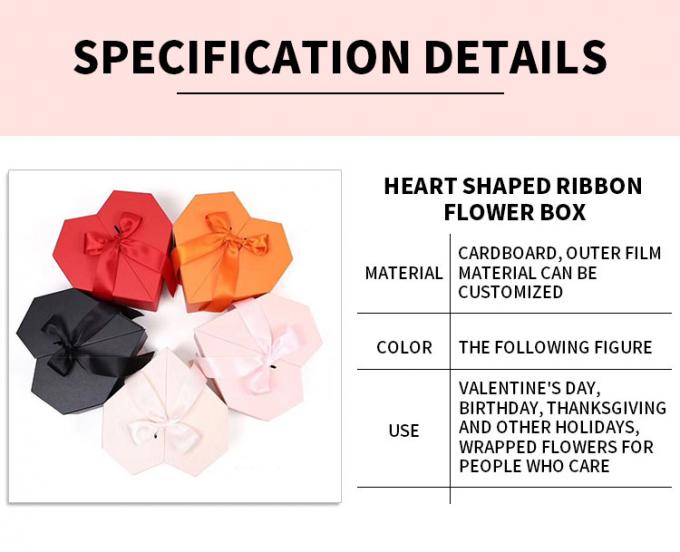 SPECIFICATION DETAILS
HEART SHAPED RIBBON
FLOWER BOX
MATERIAL
CARDBOARD, OUTER FILM
MATERIAL CAN BE
CUSTOMIZED
COLOR
THE FOLLOWING FIGURE
USE
VALENTINE'S DAY,
BIRTHDAY, THANKSGIVING
AND OTHER HOLIDAYS,
WRAPPED FLOWERS FOR
PEOPLE WHO CARE